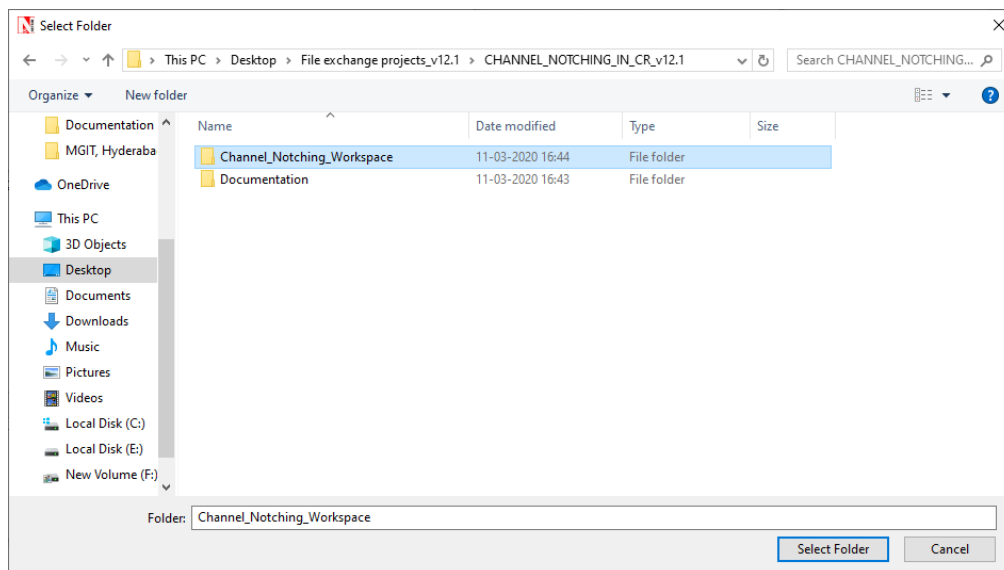 Select Folder
This PC > Desktop > File exchange projects_v12.1 > CHANNEL_NOTCHING_IN_CR_v12.1
Search CHANNEL_NOTCHING...
Organize New folder
Name Date modified Type Size
Documentation
MGIT, Hyderaba
OneDrive
This PC
3D Objects
Desktop
Documents
Downloads
Music
Pictures
Videos
Local Disk (C:)
Local Disk (E:)
New Volume (F:)
Channel_Notching_Workspace 11-03-2020 16:44 File folder
Documentation 11-03-2020 16:43 File folder
Folder: Channel_Notching_Workspace
Select Folder Cancel